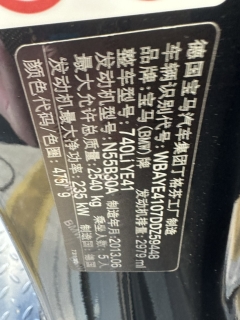 德国宝马汽车集团丁格芬工厂 制造
车辆识别代号: WBAYE4107DDZ59448
品牌: 宝马 (BMW) 牌
整车型号: 740Li YE41 发动机排量: 2979 ml
发动机型号: N55B30A 制造年月: 2013.06
最大允许总质量: 2640 kg 乘坐人数: 5 人
发动机最大净功率: 235 kW
颜色代码/色圈: 475/9